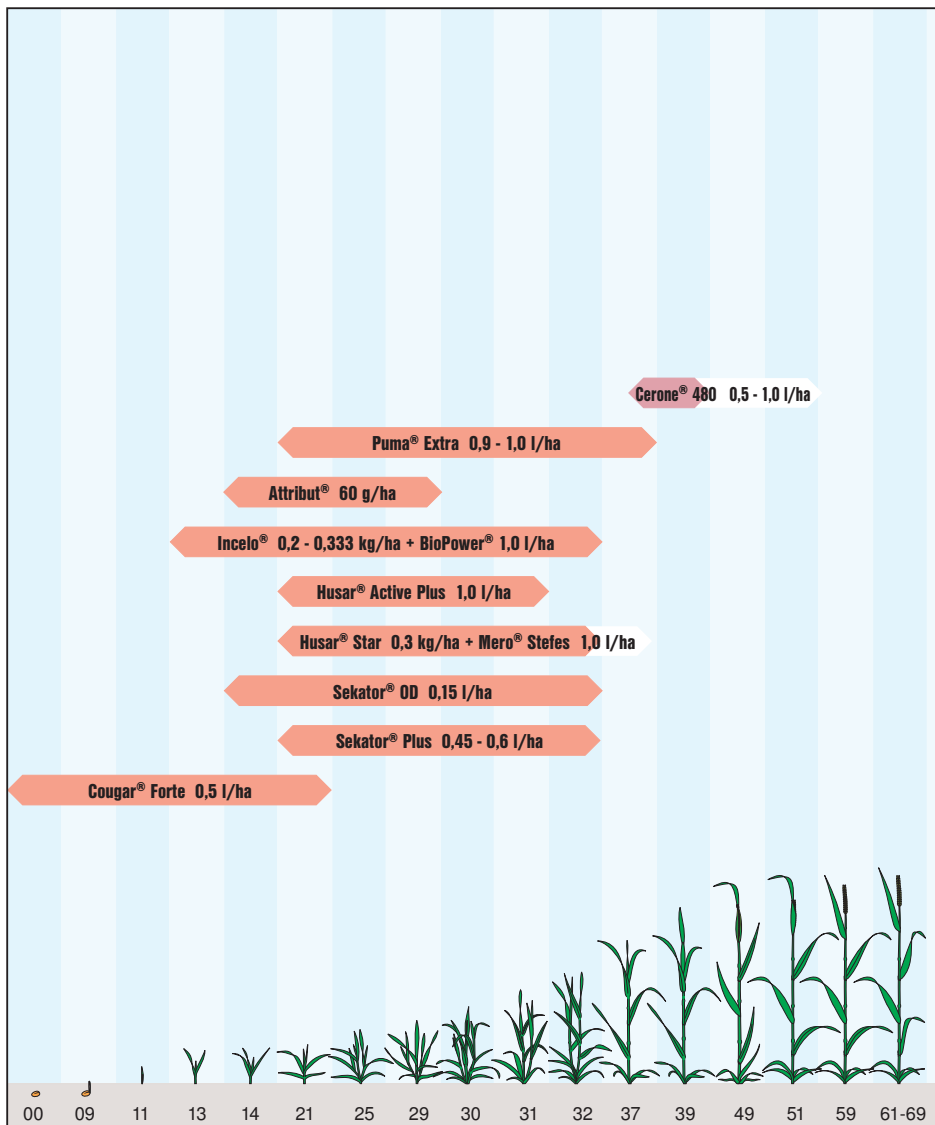 Cerone® 480 0,5 - 1,0 l/ha
Puma® Extra 0,9 - 1,0 l/ha
Attribut® 60 g/ha
Incelo® 0,2 - 0,333 kg/ha + BioPower® 1,0 l/ha
Husar® Active Plus 1,0 l/ha
Husar® Star 0,3 kg/ha + Mero® Stefes 1,0 l/ha
Sekator® OD 0,15 l/ha
Sekator® Plus 0,45 - 0,6 l/ha
Cougar® Forte 0,5 l/ha
00 09 11 13 14 21 25 29 30 31 32 37 39 49 51 59 61-69